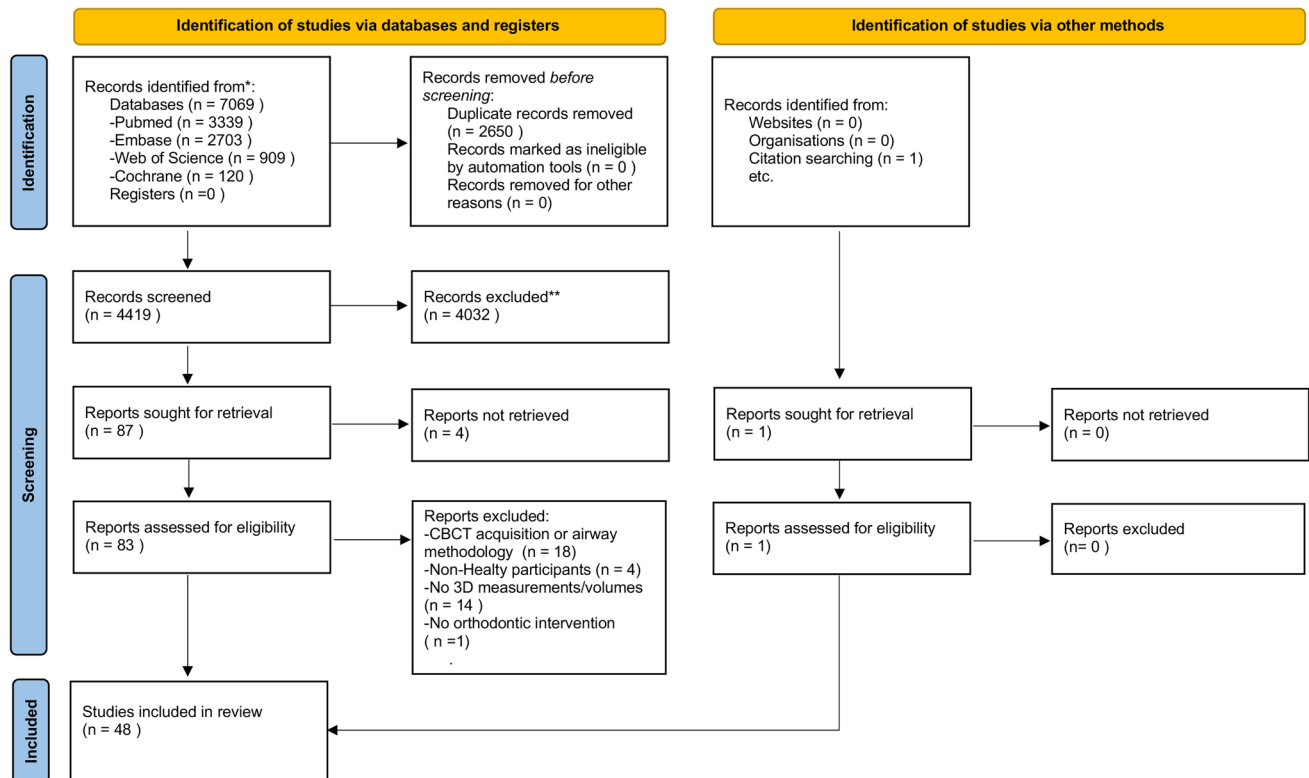 Identification of studies via databases and registers
Identification of studies via other methods
Identification
Records identified from*:
Databases (n = 7069 )
-Pubmed (n = 3339 )
-Embase (n = 2703 )
-Web of Science (n = 909 )
-Cochrane (n = 120 )
Registers (n =0 )
Records removed before
screening:
Duplicate records removed
(n = 2650 )
Records marked as ineligible
by automation tools (n = 0 )
Records removed for other
reasons (n = 0)
Records identified from:
Websites (n = 0)
Organisations (n = 0)
Citation searching (n = 1)
etc.
Screening
Records screened
(n = 4419 )
Records excluded**
(n = 4032 )
Reports sought for retrieval
(n = 87 )
Reports not retrieved
(n = 4)
Reports sought for retrieval
(n = 1)
Reports not retrieved
(n = 0)
Reports assessed for eligibility
(n = 83 )
Reports excluded:
-CBCT acquisition or airway
methodology (n = 18)
-Non-Healty participants (n = 4)
-No 3D measurements/volumes
(n = 14 )
-No orthodontic intervention
( n =1)
.
Reports assessed for eligibility
(n = 1)
Reports excluded
(n= 0 )
Included
Studies included in review
(n = 48 )